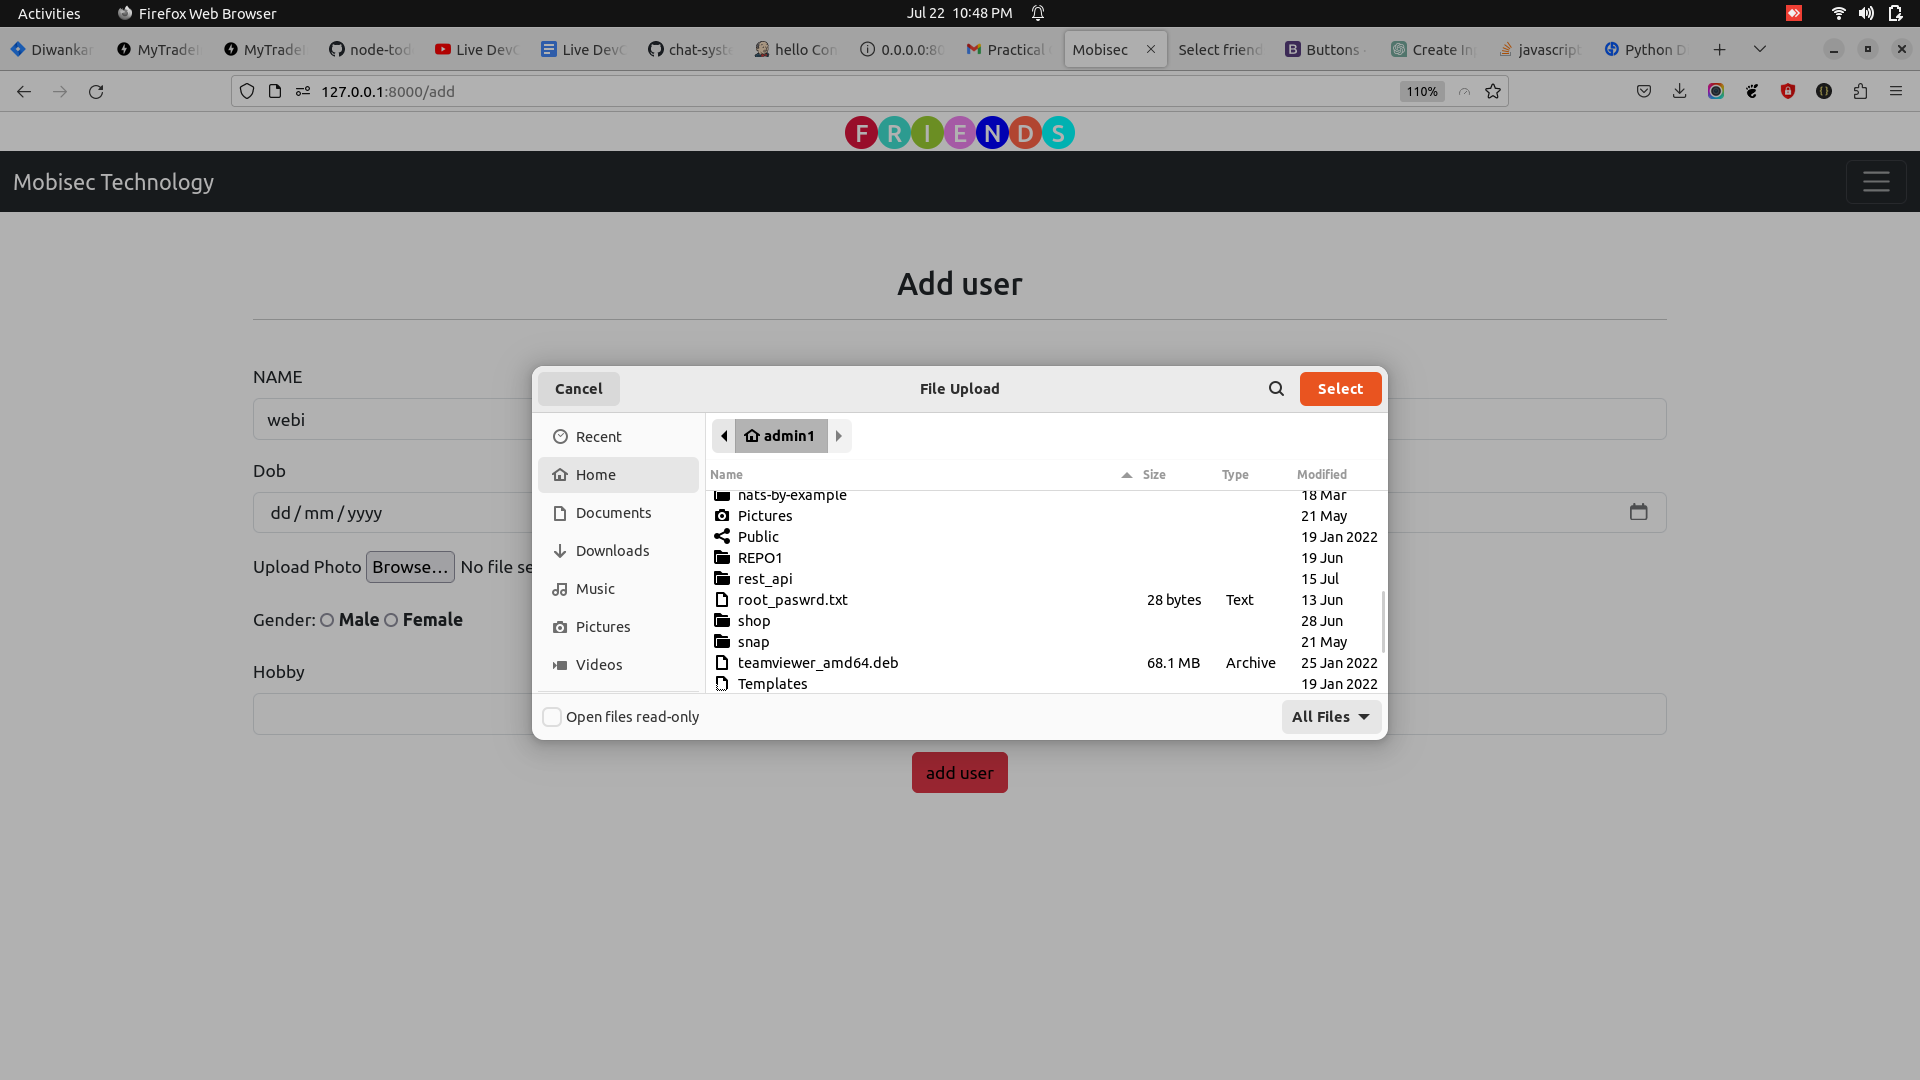 Activities Firefox Web Browser Jul 22 10:48 PM
Diwankar MyTrade MyTrade node-tod Live DevO Live DevO chat-syste hello Con 0.0.0.0:80 Practical Mobisec Select friend Buttons - Create In javascript Python D
127.0.0.1:8000/add 110%
FRIENDS
Mobisec Technology
Add user
NAME
webi
Dob
dd / mm / yyyy
Upload Photo Browse… No file se
Gender: Male Female
Hobby
add user
Cancel File Upload Select
Recent
Home
Documents
Downloads
Music
Pictures
Videos
admin1
Name Size Type Modified
nats-by-example 18 Mar
Pictures 21 May
Public 19 Jan 2022
REPO1 19 Jun
rest_api 15 Jul
root_paswrd.txt 28 bytes Text 13 Jun
shop 28 Jun
snap 21 May
teamviewer_amd64.deb 68.1 MB Archive 25 Jan 2022
Templates 19 Jan 2022
Open files read-only All Files